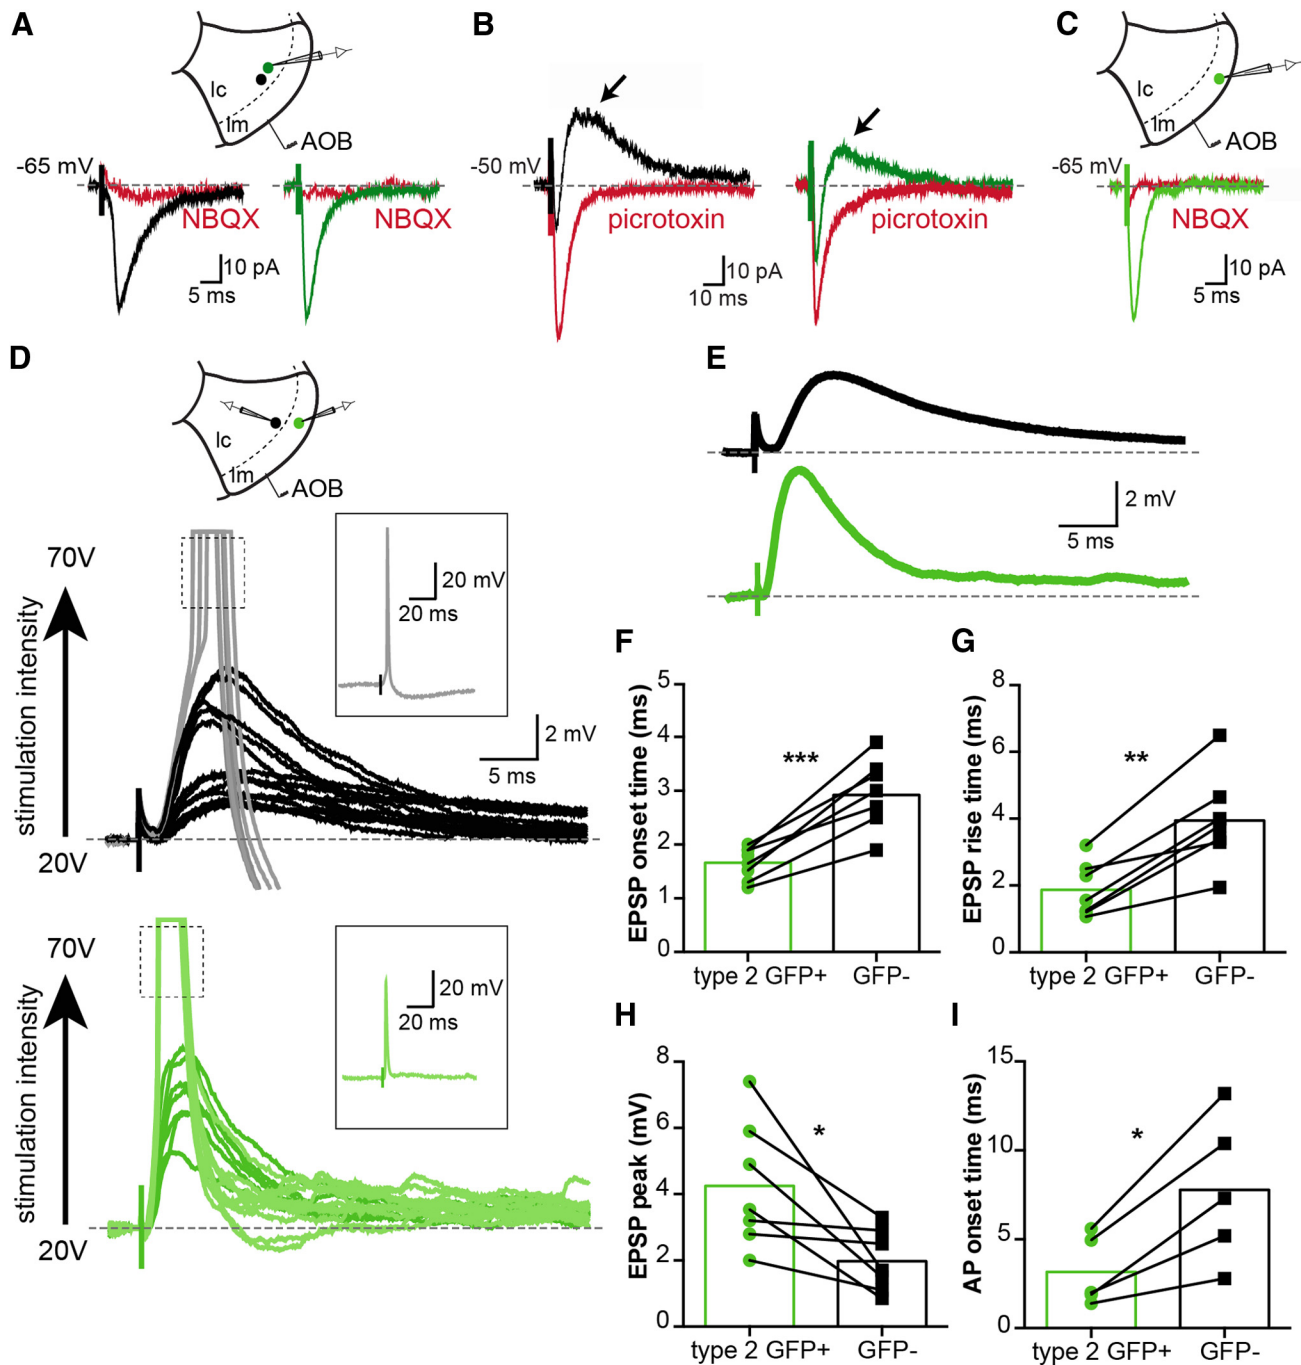 A
B
C
lc
1m
AOB
-65 mV
NBQX
NBQX
10 pA
5 ms
-50 mV
picrotoxin
picrotoxin
10 pA
10 ms
lc
1m
AOB
-65 mV
NBQX
10 pA
5 ms
D
lc
1m
AOB
70V
stimulation intensity
20V
20 mV
20 ms
2 mV
5 ms
70V
stimulation intensity
20V
20 mV
20 ms
E
2 mV
5 ms
F
EPSP onset time (ms)
5
4
3
2
1
0
***
type 2 GFP+
GFP-
G
EPSP rise time (ms)
8
6
4
2
0
**
type 2 GFP+
GFP-
H
EPSP peak (mV)
8
6
4
2
0
*
type 2 GFP+
GFP-
I
AP onset time (ms)
15
10
5
0
*
type 2 GFP+
GFP-